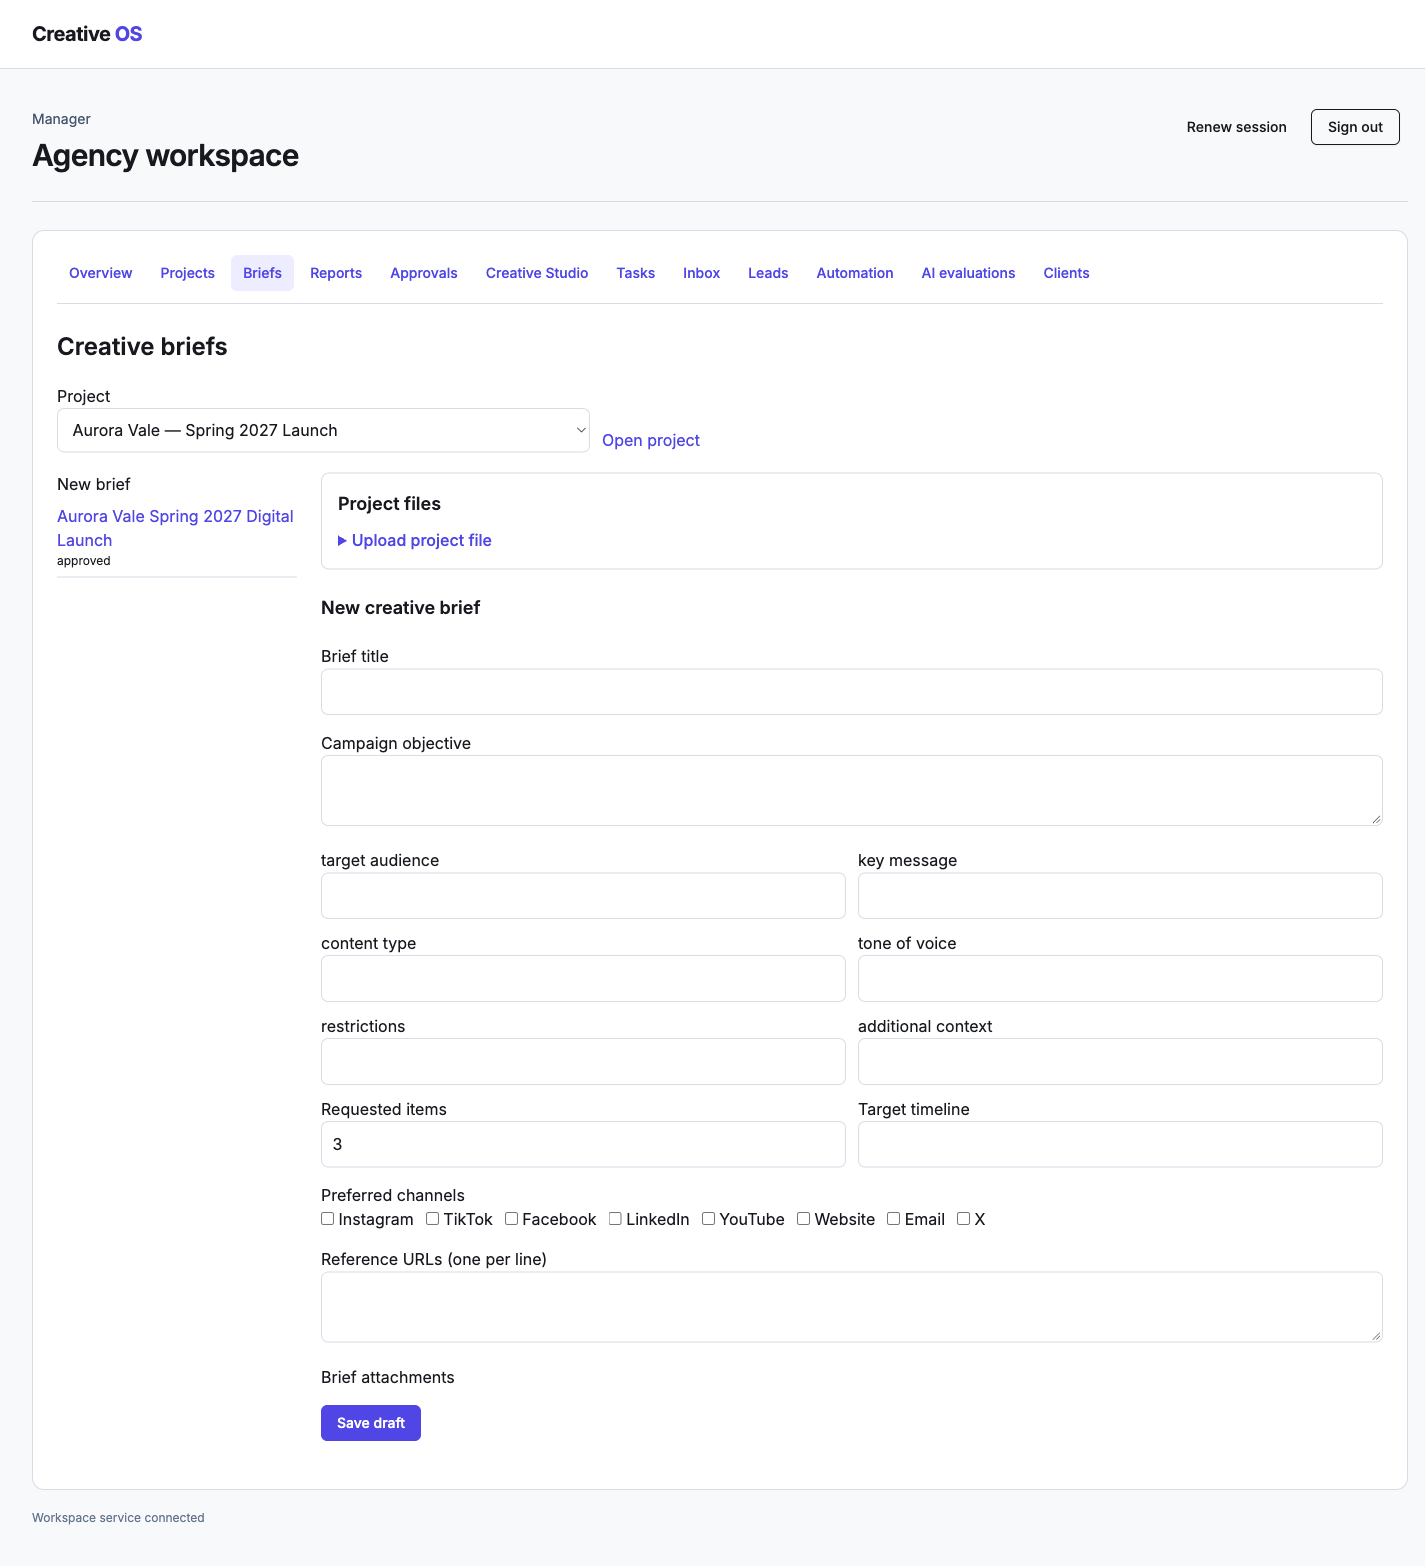 Creative OS
Manager
Agency workspace
Renew session
Sign out
Overview
Projects
Briefs
Reports
Approvals
Creative Studio
Tasks
Inbox
Leads
Automation
AI evaluations
Clients
Creative briefs
Project
Aurora Vale — Spring 2027 Launch
Open project
New brief
Aurora Vale Spring 2027 Digital
Launch
approved
Project files
Upload project file
New creative brief
Brief title
Campaign objective
target audience
key message
content type
tone of voice
restrictions
additional context
Requested items
3
Target timeline
Preferred channels
Instagram
TikTok
Facebook
LinkedIn
YouTube
Website
Email
X
Reference URLs (one per line)
Brief attachments
Save draft
Workspace service connected